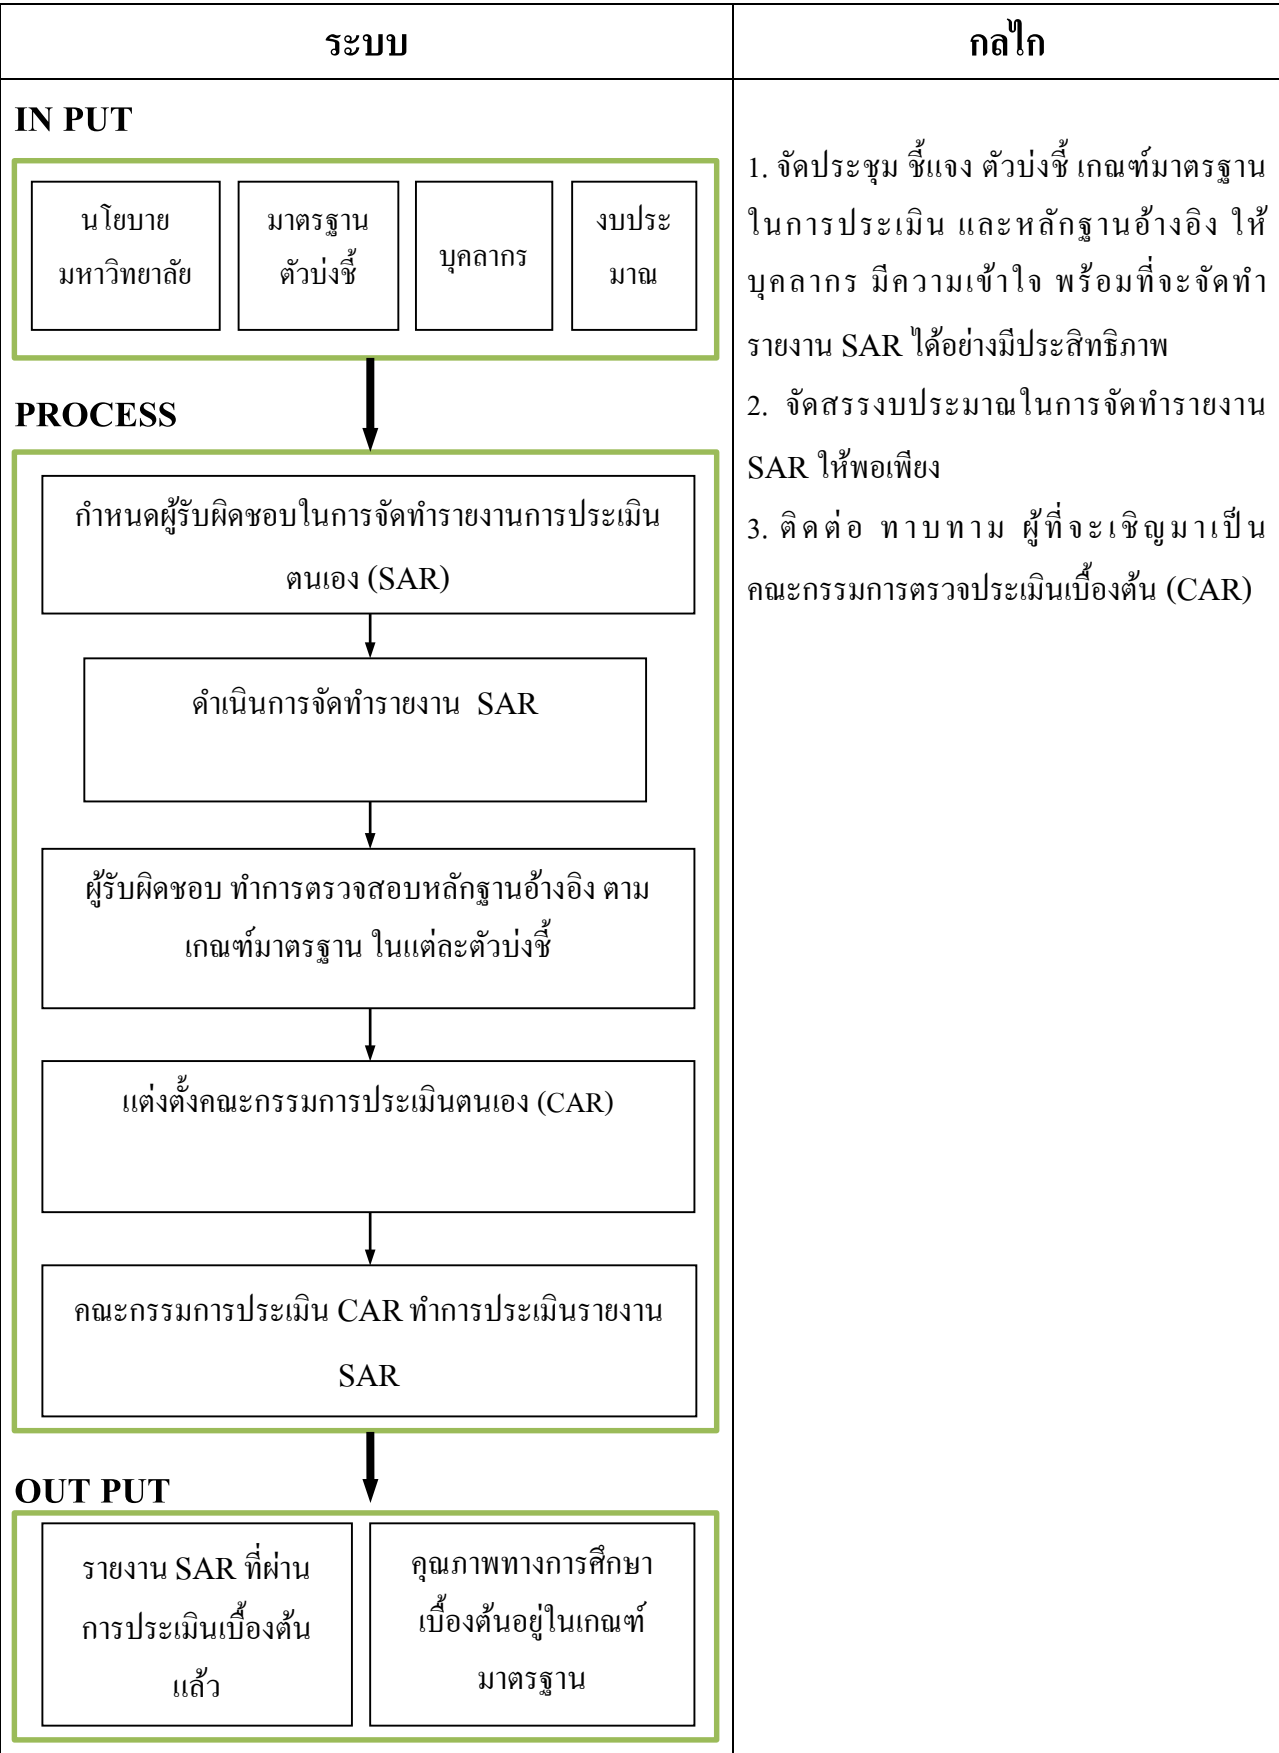 ระบบ
กลไก
IN PUT
นโยบาย
มหาวิทยาลัย
มาตรฐาน
ตัวบ่งชี้
บุคลากร
งบประ
มาณ
PROCESS
กำหนดผู้รับผิดชอบในการจัดทำรายงานการประเมิน
ตนเอง (SAR)
ดำเนินการจัดทำรายงาน SAR
ผู้รับผิดชอบ ทำการตรวจสอบหลักฐานอ้างอิง ตาม
เกณฑ์มาตรฐาน ในแต่ละตัวบ่งชี้
แต่งตั้งคณะกรรมการประเมินตนเอง (CAR)
คณะกรรมการประเมิน CAR ทำการประเมินรายงาน
SAR
OUT PUT
รายงาน SAR ที่ผ่าน
การประเมินเบื้องต้น
แล้ว
คุณภาพทางการศึกษา
เบื้องต้นอยู่ในเกณฑ์
มาตรฐาน
1. จัดประชุม ชี้แจง ตัวบ่งชี้ เกณฑ์มาตรฐาน
ในการประเมิน และหลักฐานอ้างอิง ให้
บุคลากร มีความเข้าใจ พร้อมที่จะจัดทำ
รายงาน SAR ได้อย่างมีประสิทธิภาพ
2. จัดสรรงบประมาณในการจัดทำรายงาน
SAR ให้พอเพียง
3. ติดต่อ ทาบทาม ผู้ที่จะเชิญมาเป็น
คณะกรรมการตรวจประเมินเบื้องต้น (CAR)